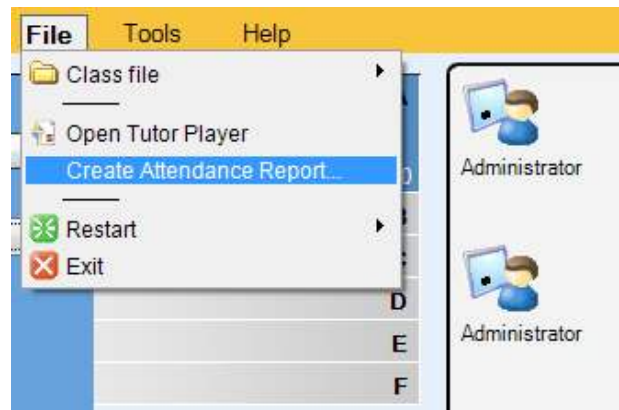 File Tools Help
Class file
Open Tutor Player
Create Attendance Report...
Restart
Exit
D
E
F
Administrator
Administrator